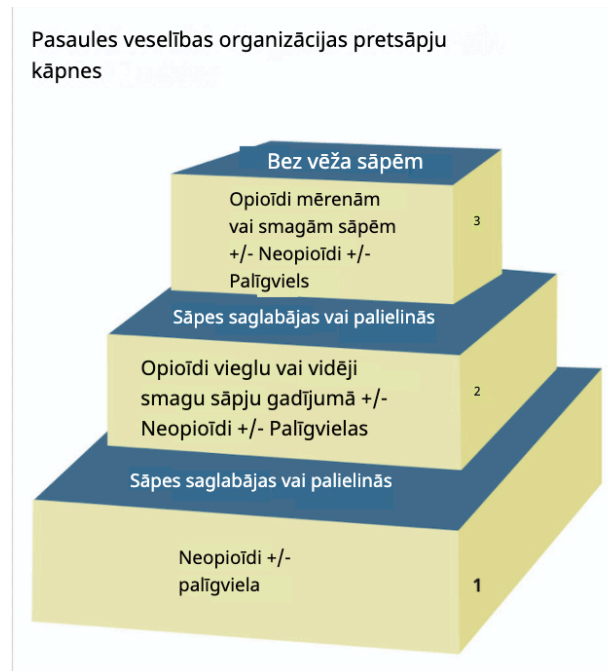 Pasaules veselības organizācijas pretsāpju
kāpnes
Bez vēža sāpēm
Opioīdi mērenām
vai smagām sāpēm
+/- Neopioīdi +/-
Palīgviels
3
Sāpes saglabājas vai palielinās
Opioīdi vieglu vai vidēji
smagu sāpju gadījumā +/-
Neopioīdi +/- Palīgvielas
2
Sāpes saglabājas vai palielinās
Neopioīdi +/-
palīgviela
1